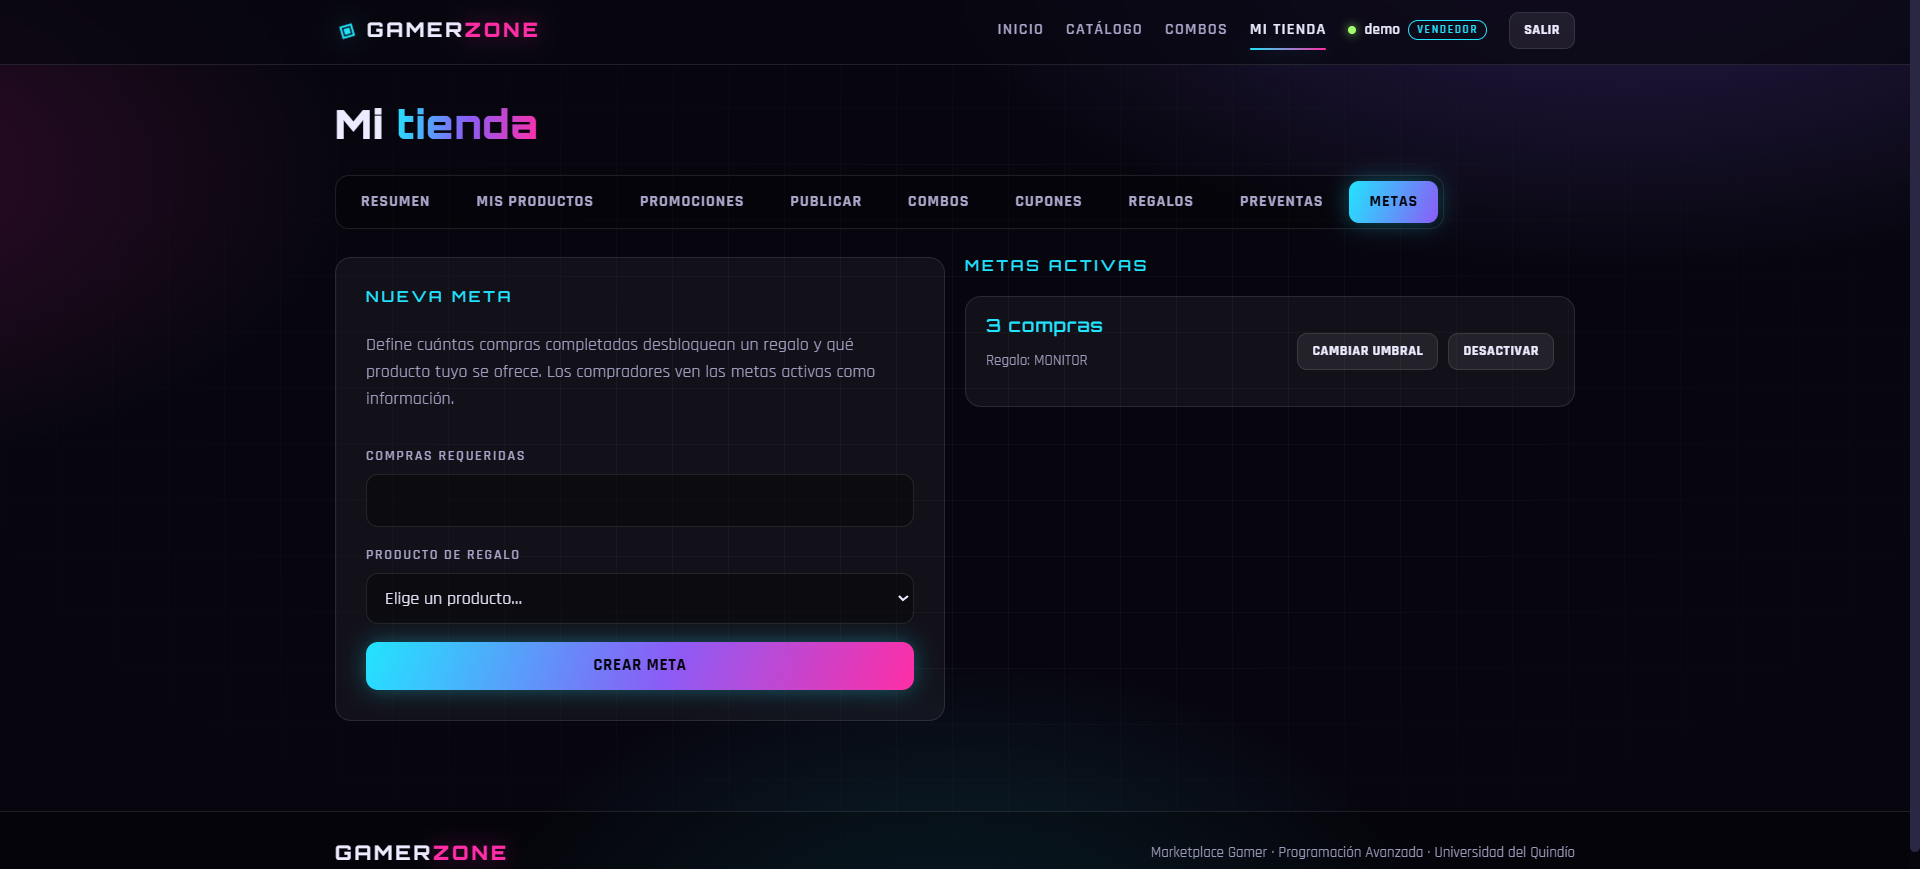 GAMERZONE
INICIO
CATÁLOGO
COMBOS
MI TIENDA
demo
VENDEDOR
SALIR
Mi tienda
RESUMEN
MIS PRODUCTOS
PROMOCIONES
PUBLICAR
COMBOS
CUPONES
REGALOS
PREVENTAS
METAS
NUEVA META
Define cuántas compras completadas desbloquean un regalo y qué
producto tuyo se ofrece. Los compradores ven las metas activas como
información.
COMPRAS REQUERIDAS
PRODUCTO DE REGALO
Elige un producto...
CREAR META
METAS ACTIVAS
3 compras
Regalo: MONITOR
CAMBIAR UMBRAL
DESACTIVAR
GAMERZONE
Marketplace Gamer · Programación Avanzada · Universidad del Quindío